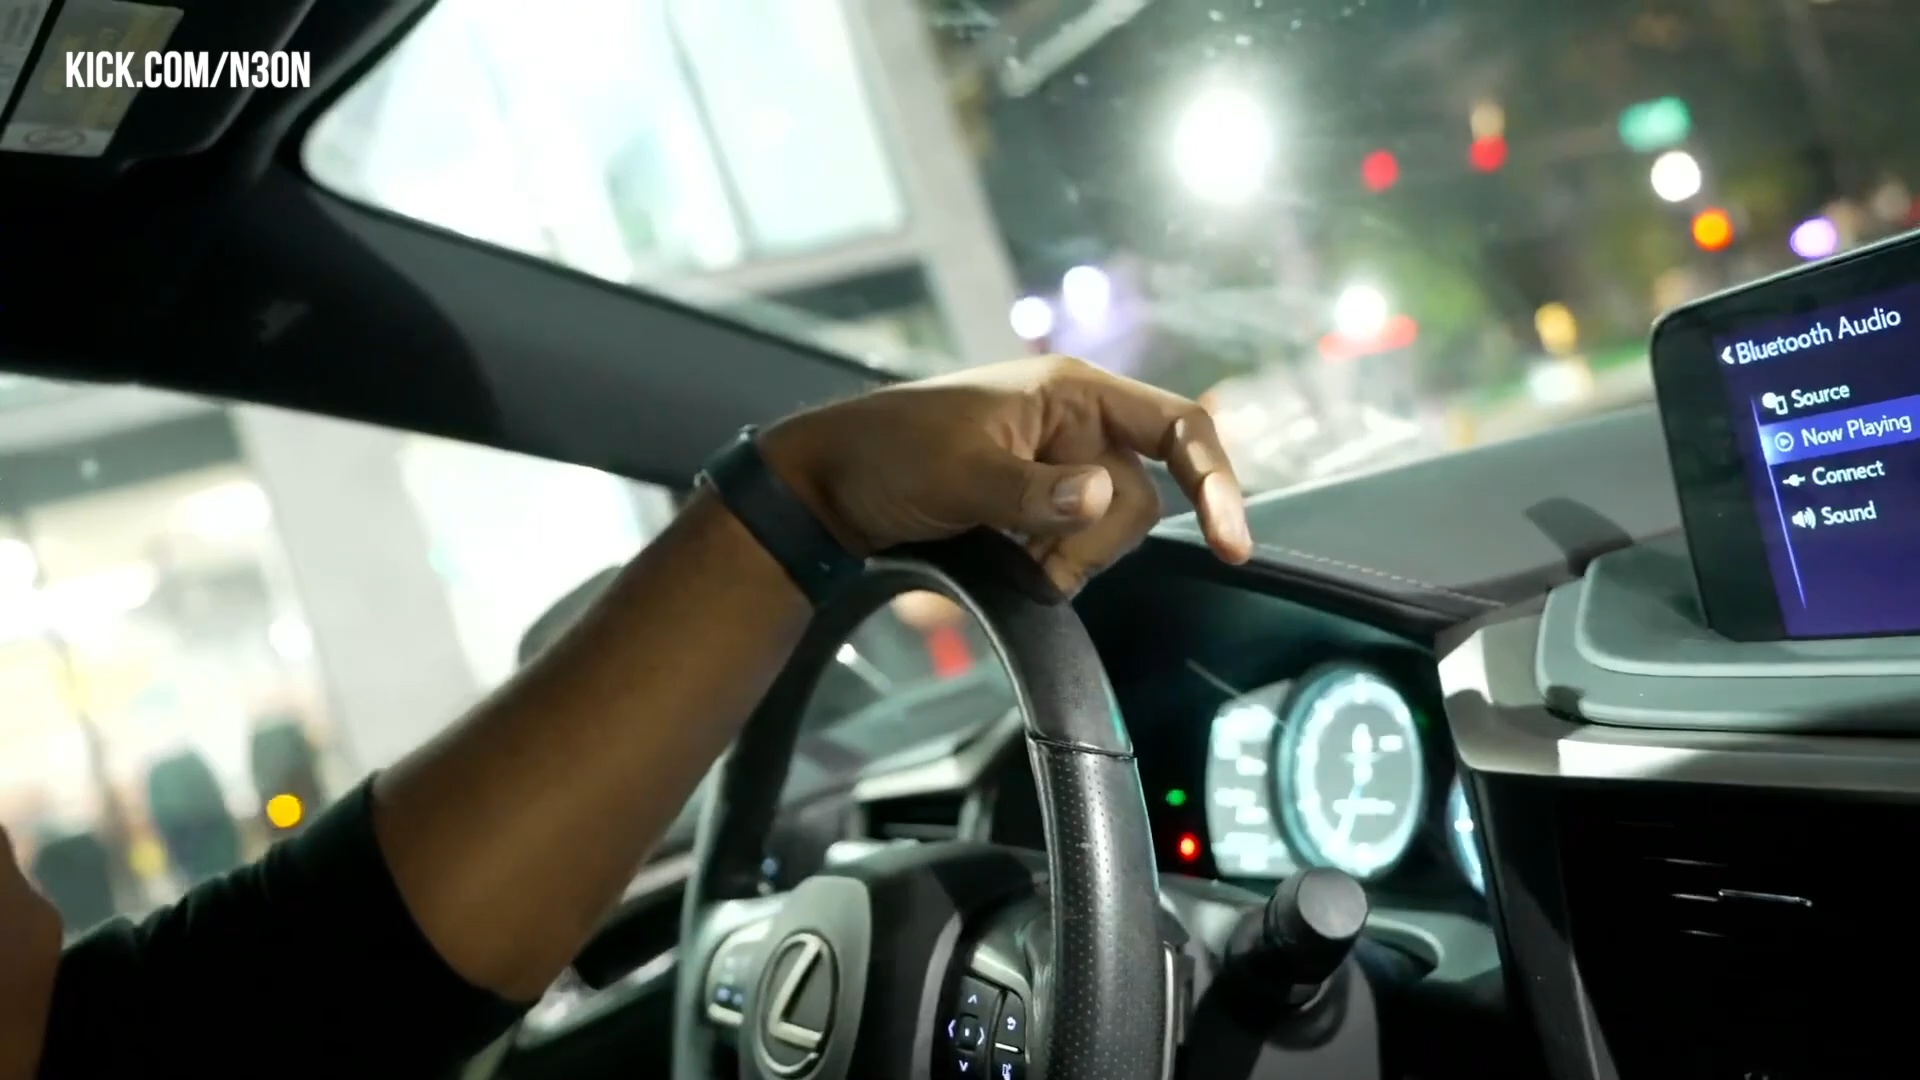 KICK.COM/N3ON
Bluetooth Audio
Source
Now Playing
Connect
Sound